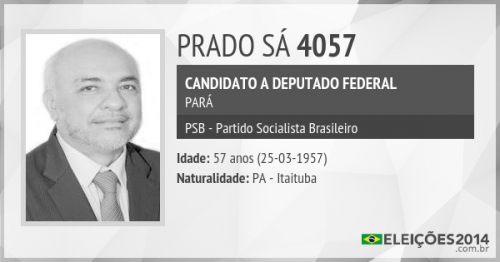 PRADO SÁ 4057
CANDIDATO A DEPUTADO FEDERAL
PARÁ
PSB - Partido Socialista Brasileiro
Idade: 57 anos (25-03-1957)
Naturalidade: PA - Itaituba
ELEIÇÕES2014
.com.br